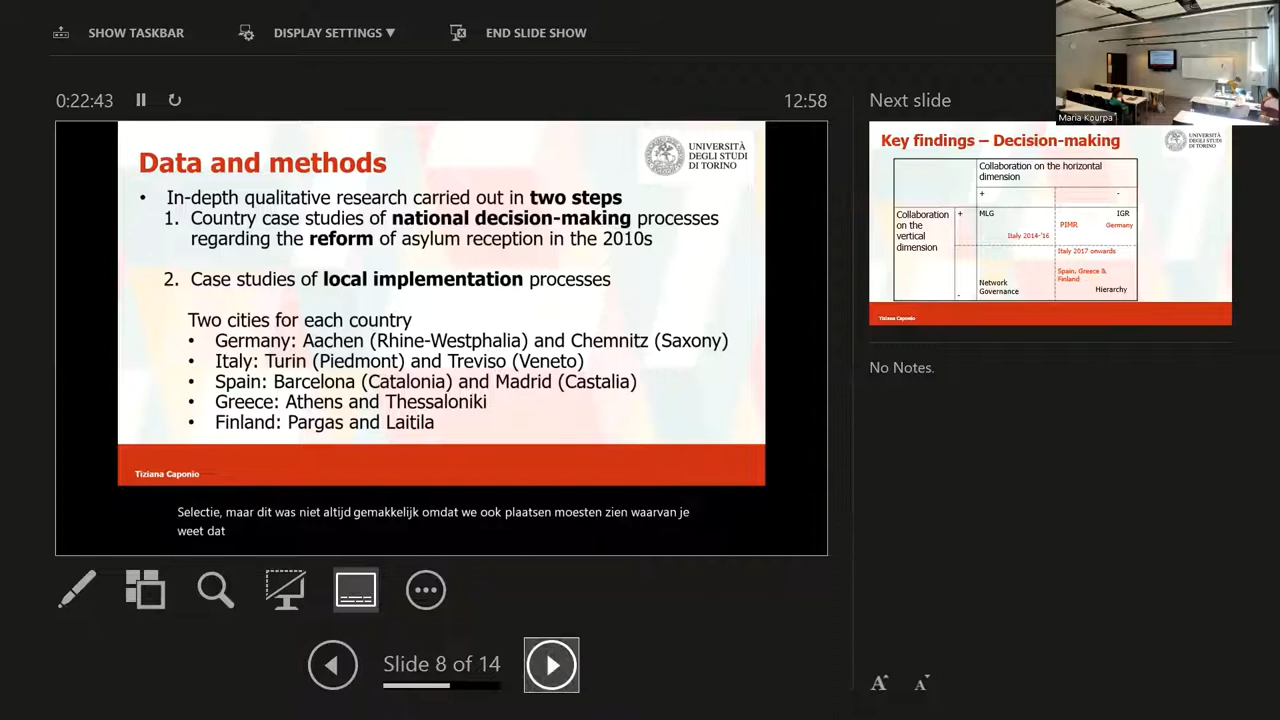 SHOW TASKBAR
DISPLAY SETTINGS ▼
END SLIDE SHOW
0:22:43
12:58
Data and methods
UNIVERSITÀ
DEGLI STUDI
DI TORINO
• In-depth qualitative research carried out in two steps
1. Country case studies of national decision-making processes
regarding the reform of asylum reception in the 2010s
2. Case studies of local implementation processes
Two cities for each country
• Germany: Aachen (Rhine-Westphalia) and Chemnitz (Saxony)
• Italy: Turin (Piedmont) and Treviso (Veneto)
• Spain: Barcelona (Catalonia) and Madrid (Castalia)
• Greece: Athens and Thessaloniki
• Finland: Pargas and Laitila
Tiziana Caponio
Selectie, maar dit was niet altijd gemakkelijk omdat we ook plaatsen moesten zien waarvan je
weet dat
Slide 8 of 14
Next slide
Maria Kourpa
Key findings – Decision-making
UNIVERSITÀ
DEGLI STUDI
DI TORINO
Collaboration on the horizontal
dimension
+ -
Collaboration
on the
vertical
dimension
+
MLG
Italy 2014-'16
IGR
PIMR Germany
Italy 2017 onwards
Spain, Greece &
Finland
Hierarchy
-
Network
Governance
Tiziana Caponio
No Notes.
A A